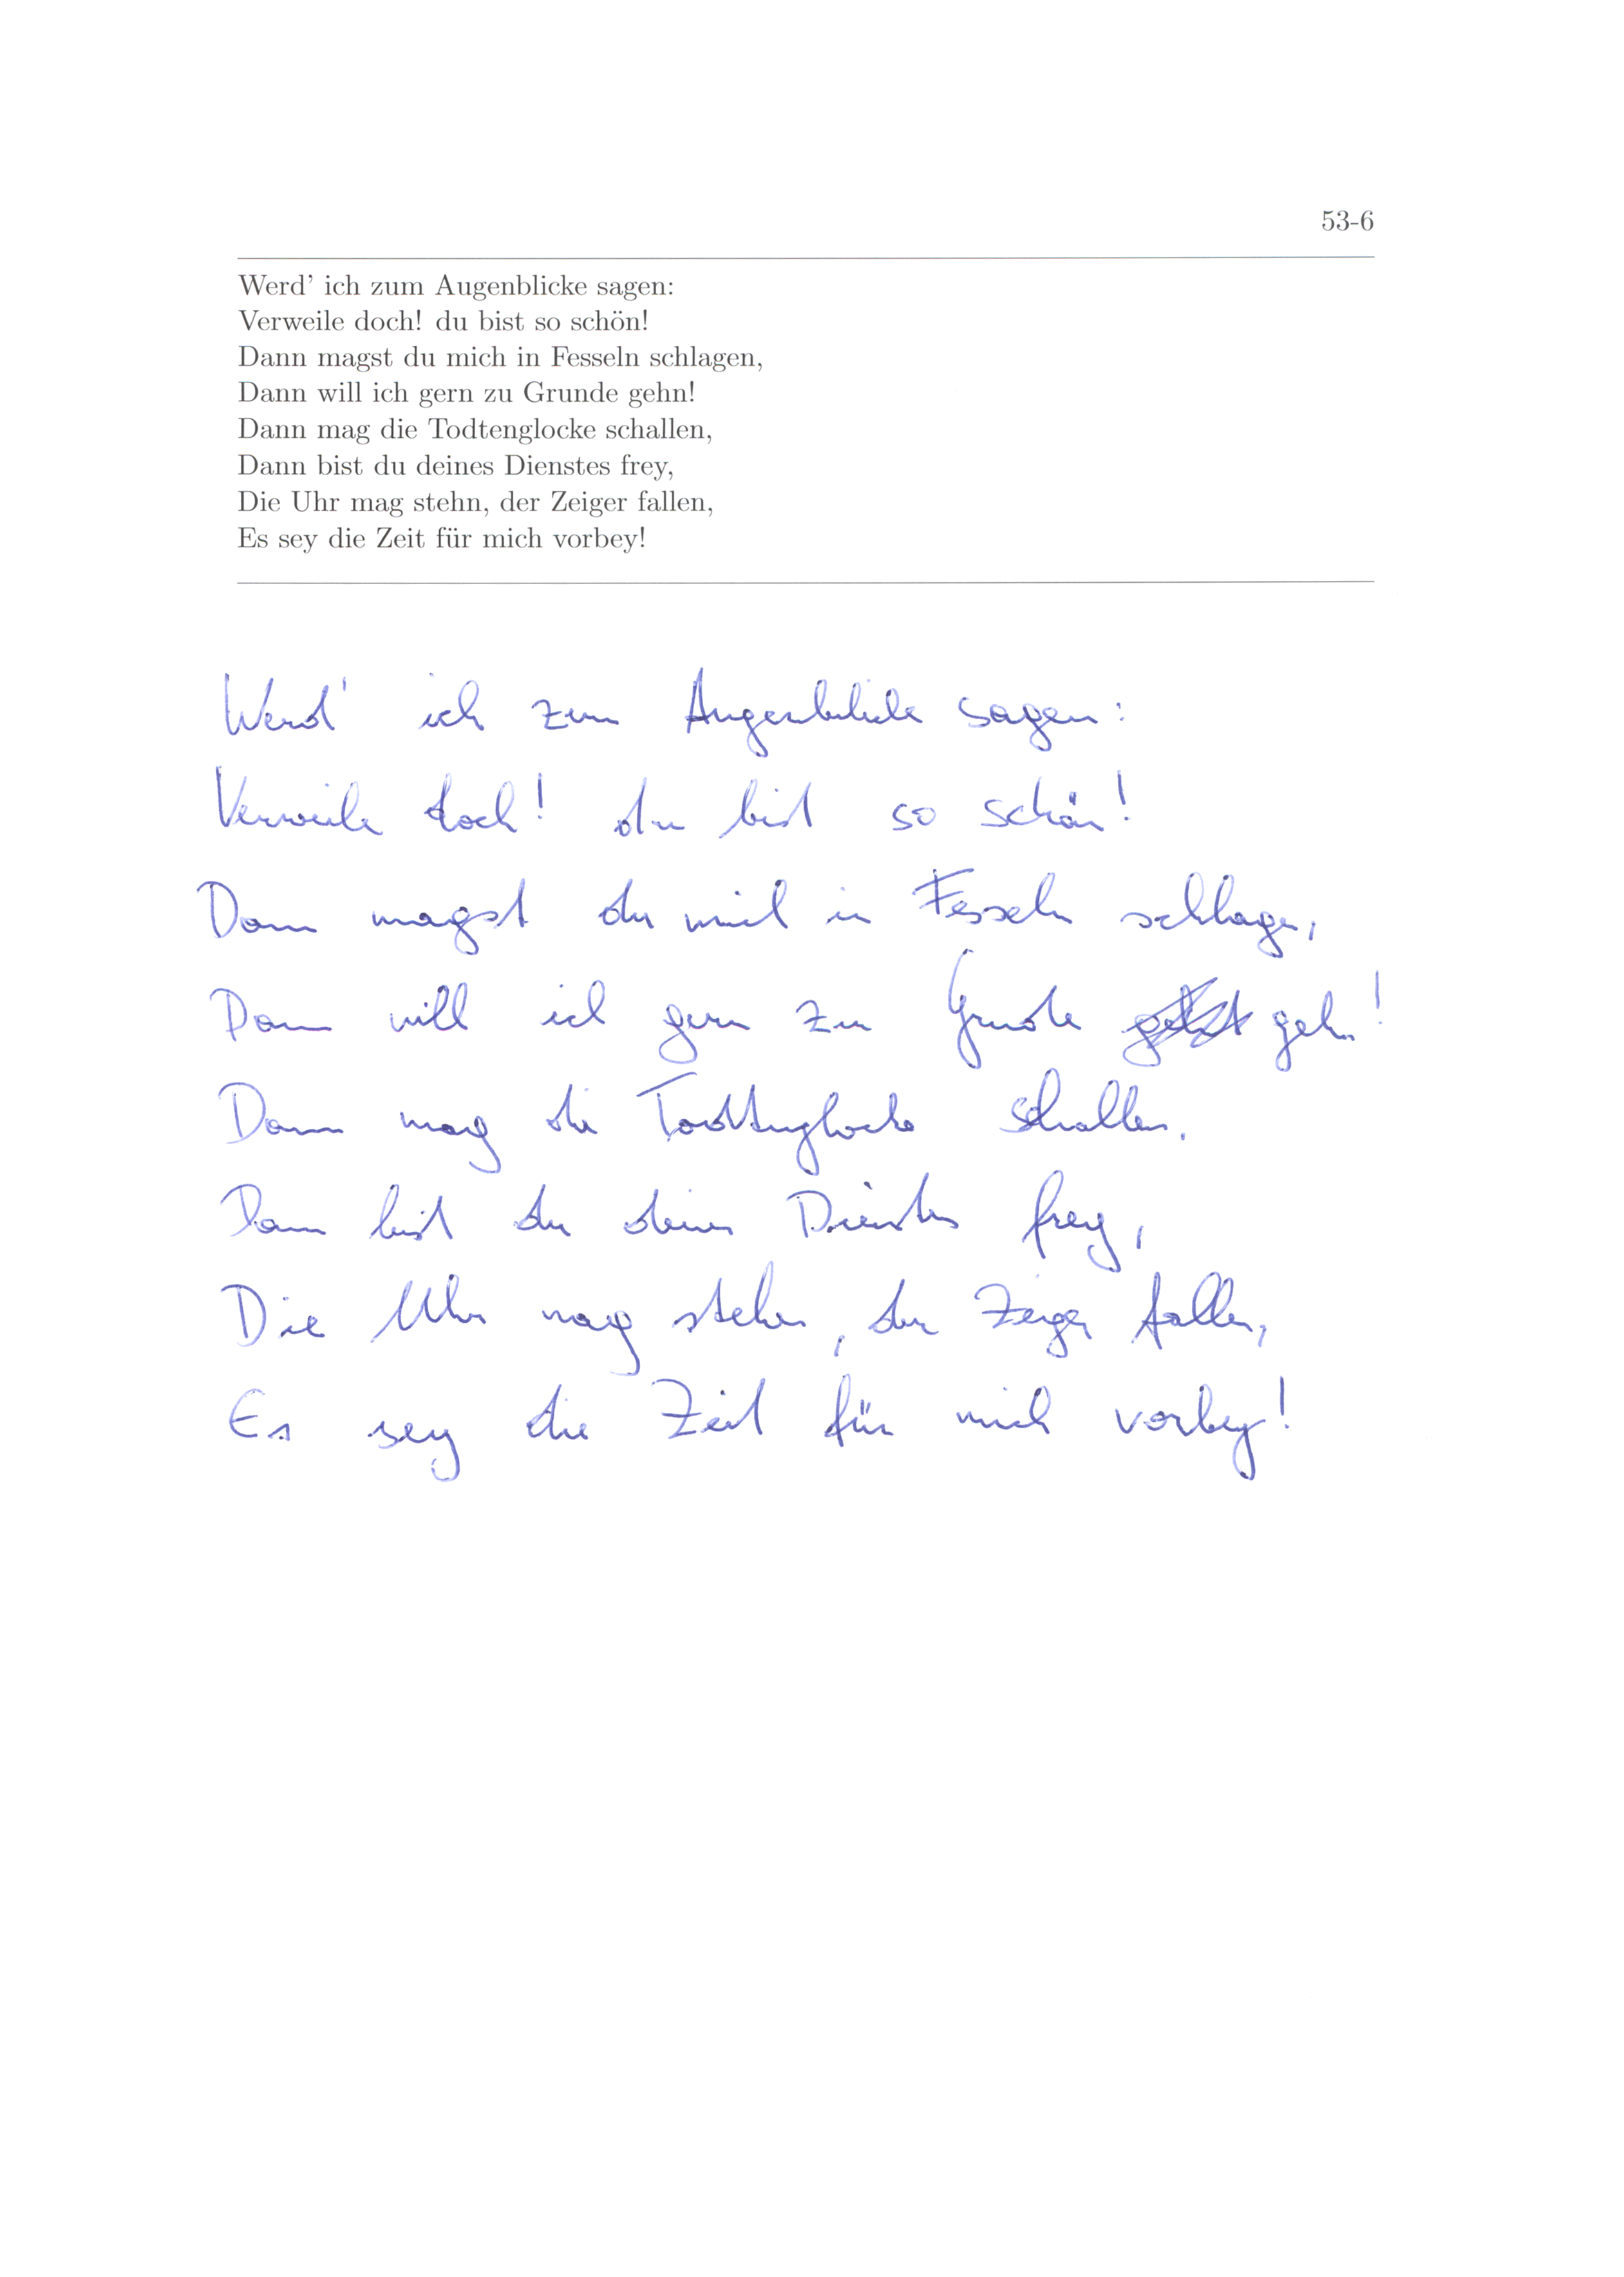 53-6
Werd' ich zum Augenblicke sagen:
Verweile doch! du bist so schön!
Dann magst du mich in Fesseln schlagen,
Dann will ich gern zu Grunde gehn!
Dann mag die Todtenglocke schallen,
Dann bist du deines Dienstes frey,
Die Uhr mag stehn, der Zeiger fallen,
Es sey die Zeit für mich vorbey!
Werd' ich zum Augenblicke sagen:
Verweile doch! du bist so schön!
Dann magst du mich in Fesseln schlagen,
Dann will ich gern zu Grunde gehn!
Dann mag die Todtenglocke schallen.
Dann bist du deines Dienstes frey,
Die Uhr mag stehen, der Zeiger fallen,
Es sey die Zeit für mich vorbey!